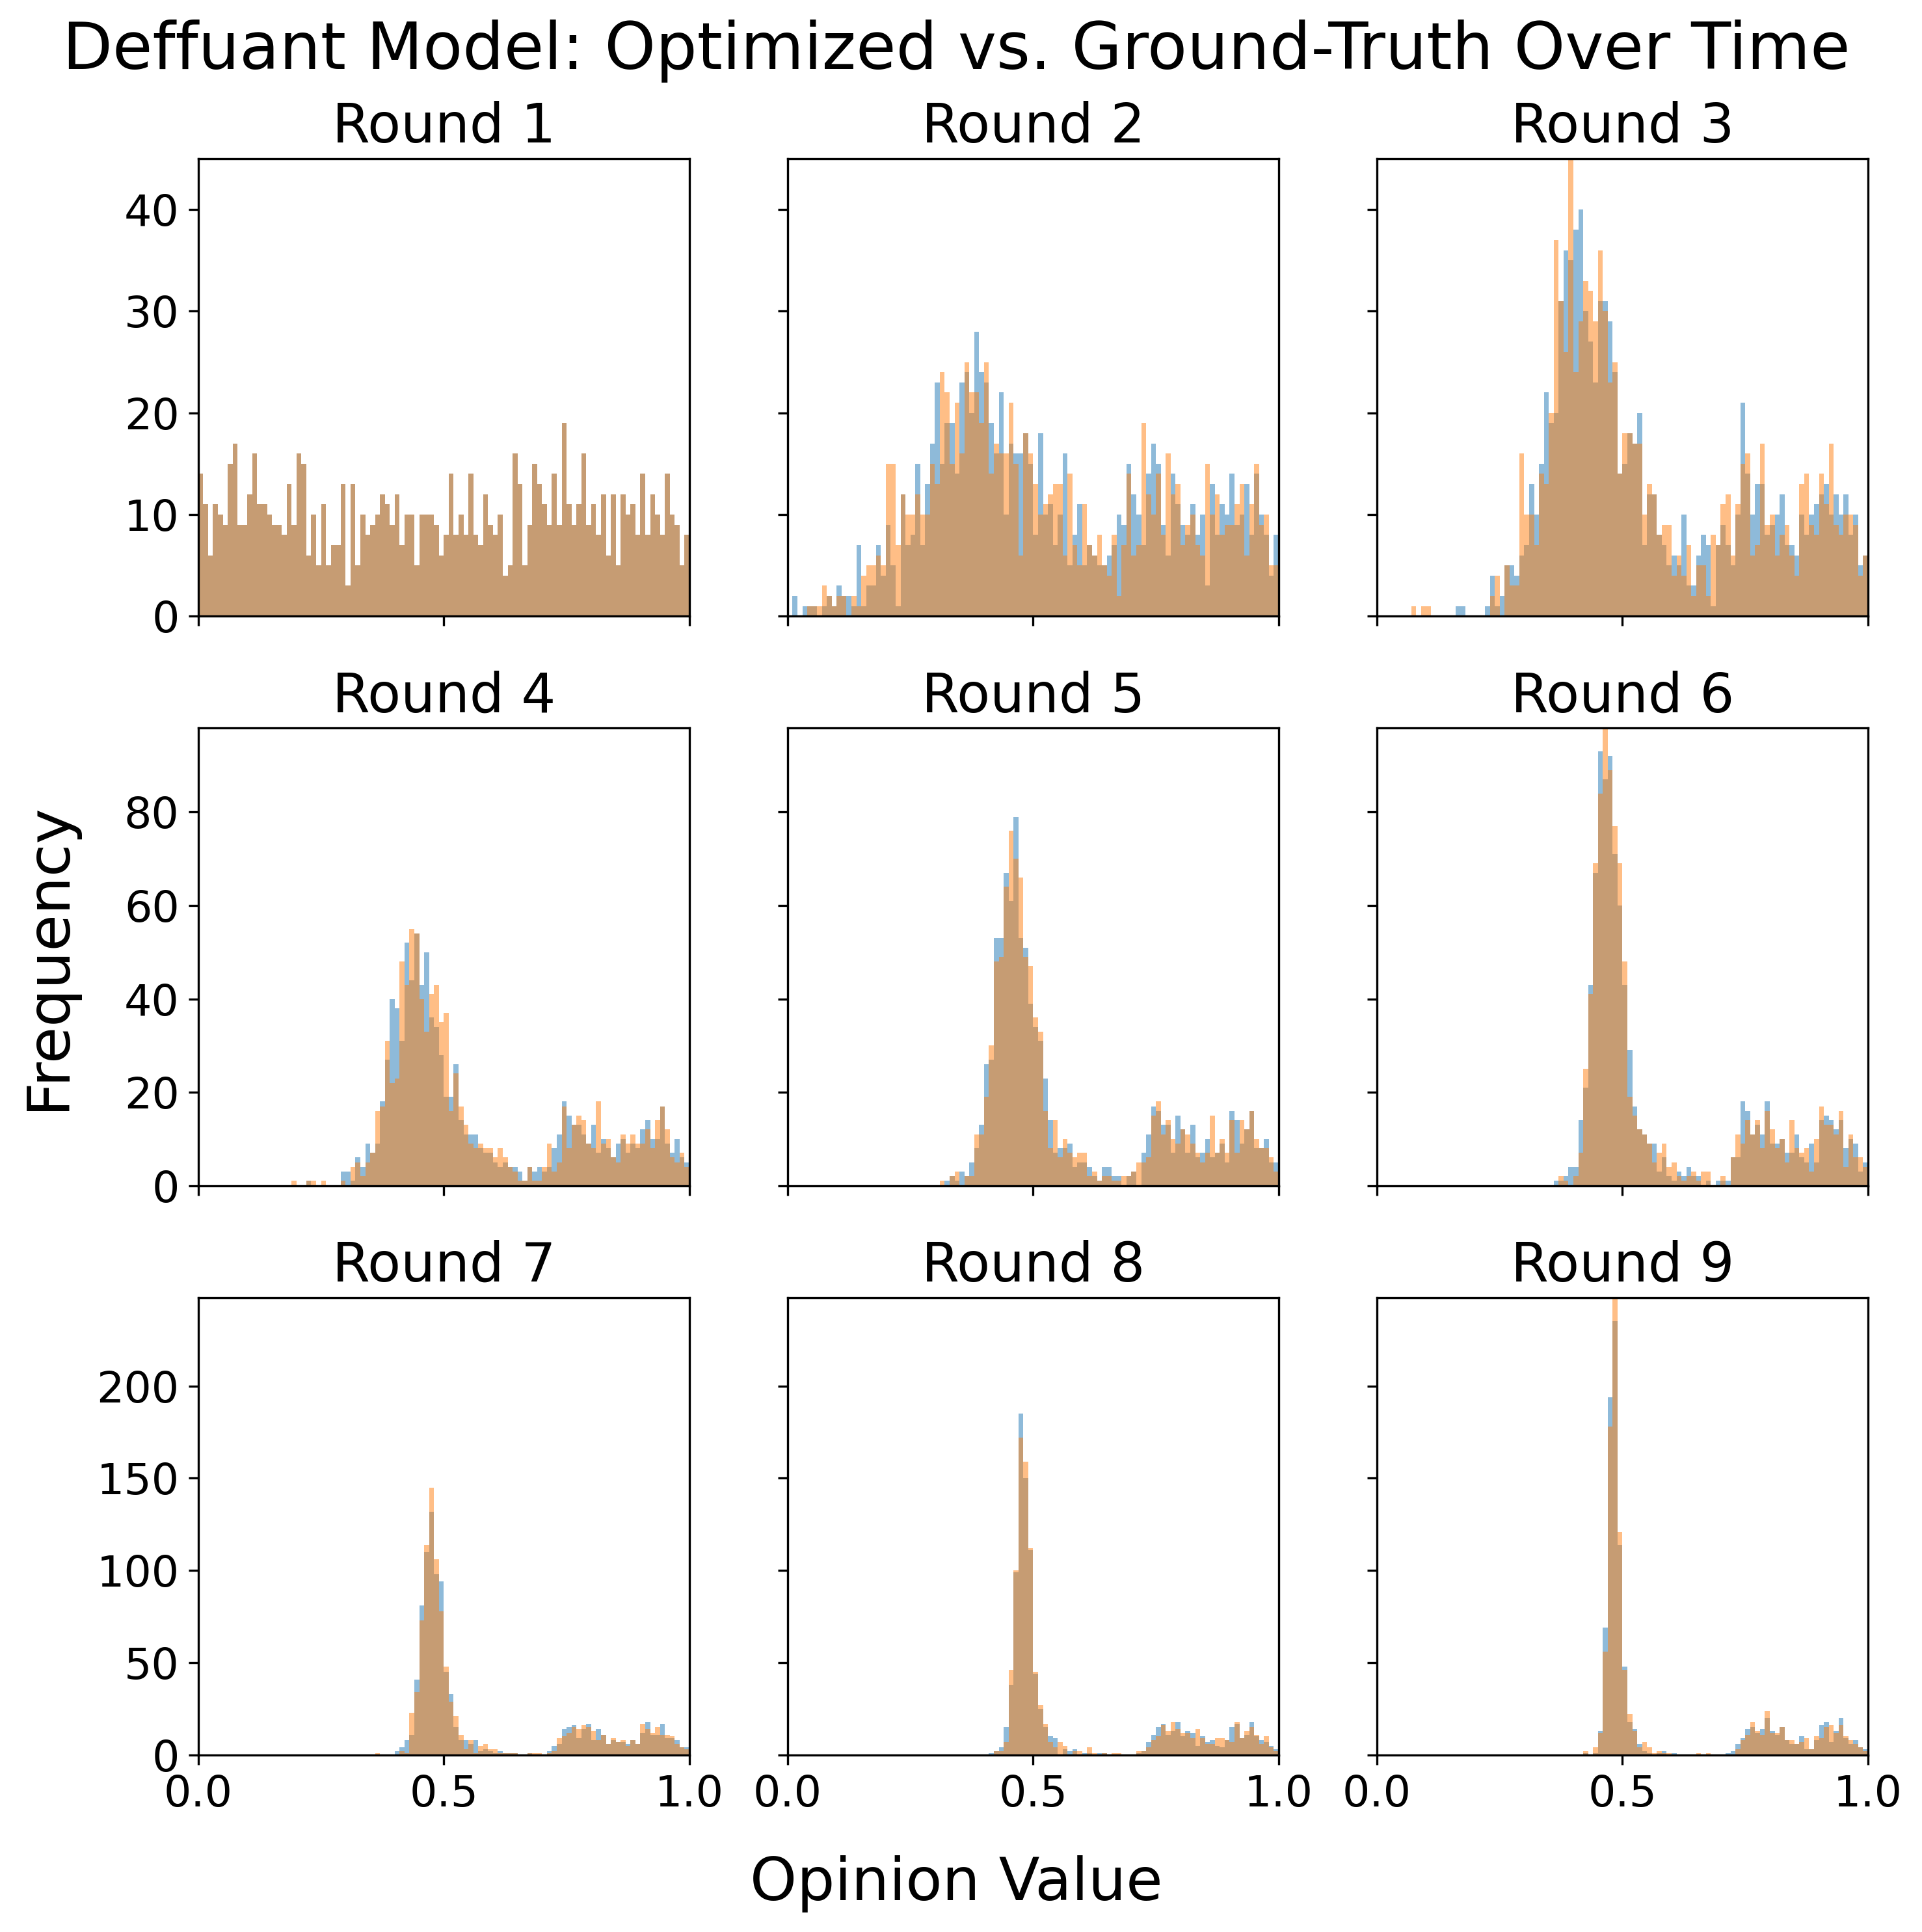 Deffuant Model: Optimized vs. Ground-Truth Over Time
Round 1
Round 2
Round 3
40
30
20
10
0
Round 4
Round 5
Round 6
80
60
40
20
0
Frequency
Round 7
Round 8
Round 9
200
150
100
50
0
0.0 0.5 1.0 0.0 0.5 1.0 0.0 0.5 1.0
Opinion Value